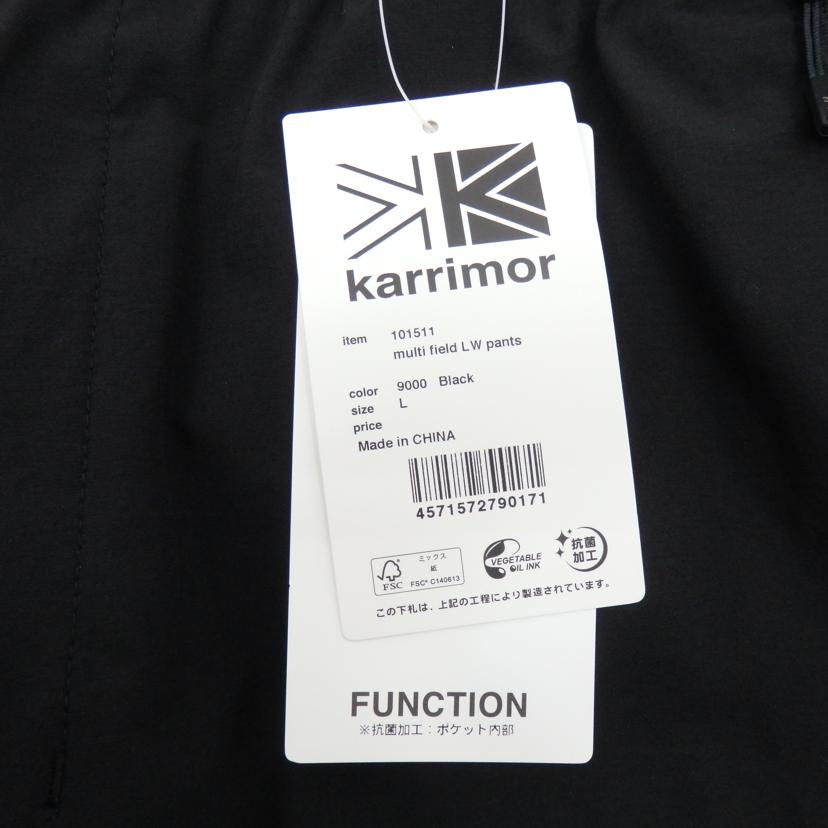 karrimor
item 101511
multi field LW pants
color 9000 Black
size L
price
Made in CHINA
4571572790171
ミックス
紙
FSC
FSC® C140613
VEGETABLE
OIL INK
抗菌
加工
この下札は、上記の工程により製造されています。
FUNCTION
※抗菌加工：ポケット内部